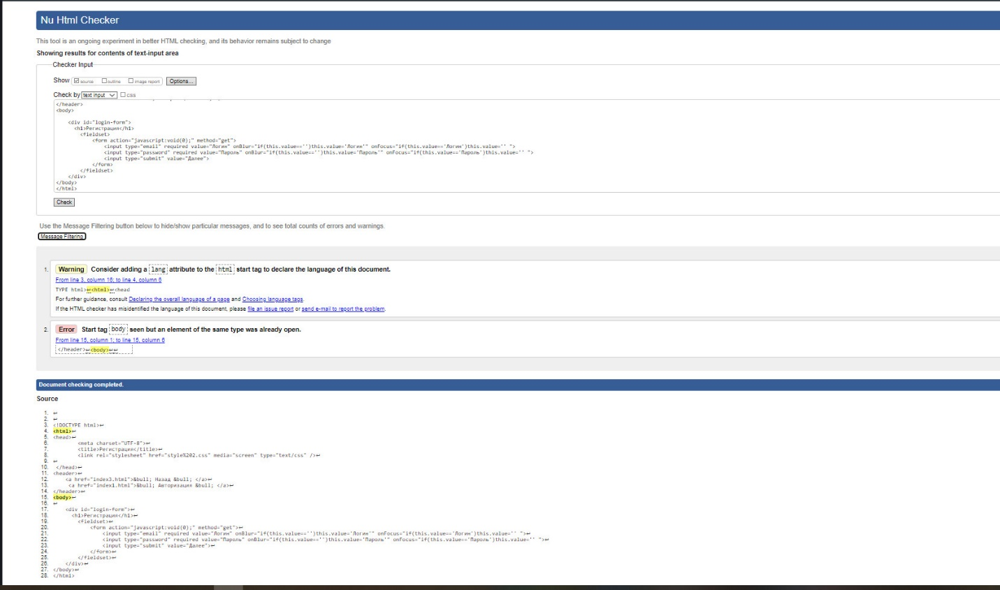 Nu Html Checker
This tool is an ongoing experiment in better HTML checking, and its behavior remains subject to change
Showing results for contents of text-input area
Checker Input
Show source outline image report Options...
Check by text input css
</header>
<body>
<div id="login-form">
<h1>Регистрация</h1>
<fieldset>
<form action="javascript:void(0);" method="get">
<input type="email" required value="Логин" onBlur="if(this.value=='')this.value='Логин'" onFocus="if(this.value=='Логин')this.value='' ">
<input type="password" required value="Пароль" onBlur="if(this.value=='')this.value='Пароль'" onFocus="if(this.value=='Пароль')this.value='' ">
<input type="submit" value="Далее">
</form>
</fieldset>
</div>
</body>
</html>
Check
Use the Message Filtering button below to hide/show particular messages, and to see total counts of errors and warnings.
Message Filtering
1. Warning Consider adding a lang attribute to the html start tag to declare the language of this document.
From line 3, column 16; to line 4, column 6
TYPE html>↩<html>↩<head
For further guidance, consult Declaring the overall language of a page and Choosing language tags.
If the HTML checker has misidentified the language of this document, please file an issue report or send e-mail to report the problem.
2. Error Start tag body seen but an element of the same type was already open.
From line 15, column 1; to line 15, column 6
</header>↩<body>↩↩
Document checking completed.
Source
1. ↩
2. ↩
3. <!DOCTYPE html>↩
4. <html>↩
5. <head>↩
6. <meta charset="UTF-8">↩
7. <title>Регистрация</title>↩
8. <link rel="stylesheet" href="style%202.css" media="screen" type="text/css" />↩
9. ↩
10. </head>↩
11. <header>↩
12. <a href="index3.html">&bull; Назад &bull; </a>↩
13. <a href="index1.html">&bull; Авторизация &bull; </a>↩
14. </header>↩
15. <body>↩
16. ↩
17. <div id="login-form">↩
18. <h1>Регистрация</h1>↩
19. <fieldset>↩
20. <form action="javascript:void(0);" method="get">↩
21. <input type="email" required value="Логин" onBlur="if(this.value=='')this.value='Логин'" onFocus="if(this.value=='Логин')this.value='' ">↩
22. <input type="password" required value="Пароль" onBlur="if(this.value=='')this.value='Пароль'" onFocus="if(this.value=='Пароль')this.value='' ">↩
23. <input type="submit" value="Далее">↩
24. </form>↩
25. </fieldset>↩
26. </div>↩
27. </body>↩
28. </html>